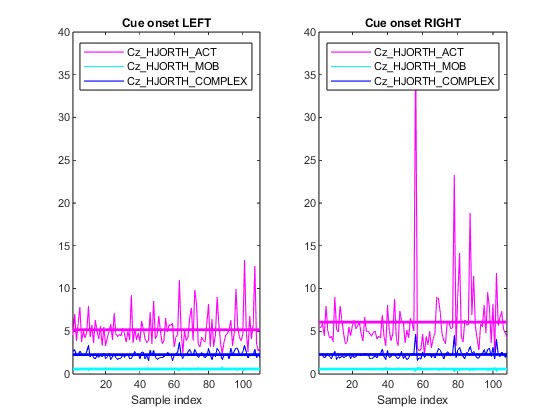 Cue onset LEFT
Cz_HJORTH_ACT
Cz_HJORTH_MOB
Cz_HJORTH_COMPLEX
40
35
30
25
20
15
10
5
0
20 40 60 80 100
Sample index
Cue onset RIGHT
Cz_HJORTH_ACT
Cz_HJORTH_MOB
Cz_HJORTH_COMPLEX
40
35
30
25
20
15
10
5
0
20 40 60 80 100
Sample index